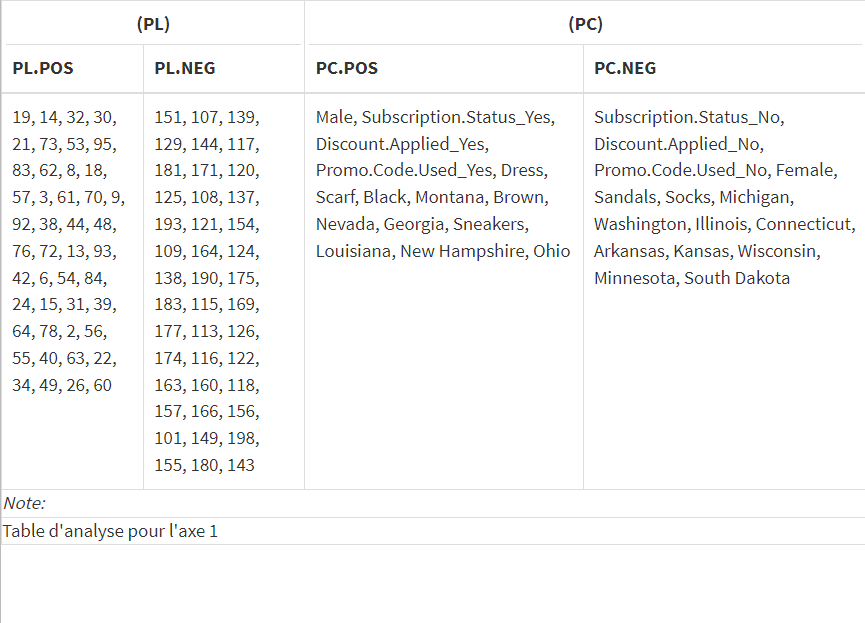 (PL)
(PC)
PL.POS
PL.NEG
PC.POS
PC.NEG
19, 14, 32, 30,
21, 73, 53, 95,
83, 62, 8, 18,
57, 3, 61, 70, 9,
92, 38, 44, 48,
76, 72, 13, 93,
42, 6, 54, 84,
24, 15, 31, 39,
64, 78, 2, 56,
55, 40, 63, 22,
34, 49, 26, 60
151, 107, 139,
129, 144, 117,
181, 171, 120,
125, 108, 137,
193, 121, 154,
109, 164, 124,
138, 190, 175,
183, 115, 169,
177, 113, 126,
174, 116, 122,
163, 160, 118,
157, 166, 156,
101, 149, 198,
155, 180, 143
Male, Subscription.Status_Yes,
Discount.Applied_Yes,
Promo.Code.Used_Yes, Dress,
Scarf, Black, Montana, Brown,
Nevada, Georgia, Sneakers,
Louisiana, New Hampshire, Ohio
Subscription.Status_No,
Discount.Applied_No,
Promo.Code.Used_No, Female,
Sandals, Socks, Michigan,
Washington, Illinois, Connecticut,
Arkansas, Kansas, Wisconsin,
Minnesota, South Dakota
Note:
Table d'analyse pour l'axe 1